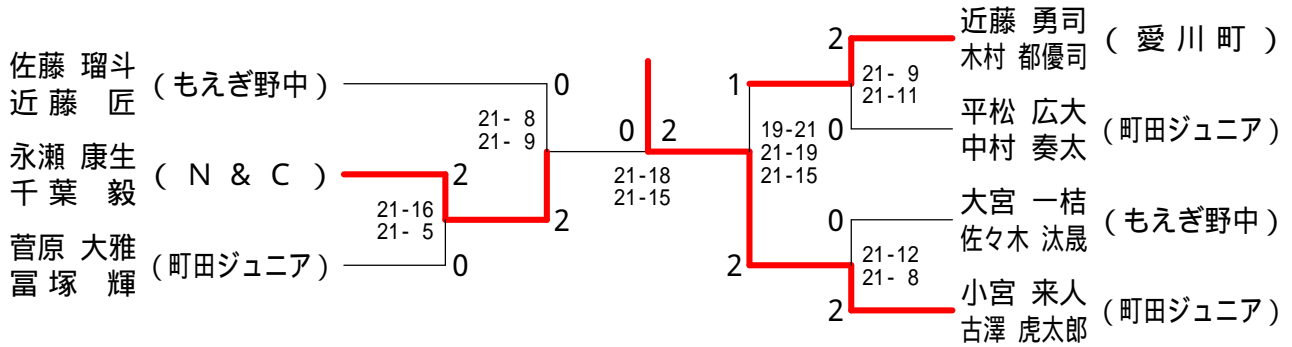 佐藤 瑠斗
近藤 匠
(もえぎ野中)
0
21- 8
21- 9
永瀬 康生
千葉 毅
( N & C )
2
21-16
21- 5
2
菅原 大雅
冨塚 輝
(町田ジュニア)
0
0 2
21-18
21-15
近藤 勇司
木村 都優司
( 愛川町 )
2
21- 9
21-11
1
平松 広大
中村 奏太
(町田ジュニア)
0
19-21
21-19
21-15
大宮 一桔
佐々木 汰晟
(もえぎ野中)
0
21-12
21- 8
2
小宮 来人
古澤 虎太郎
(町田ジュニア)
2